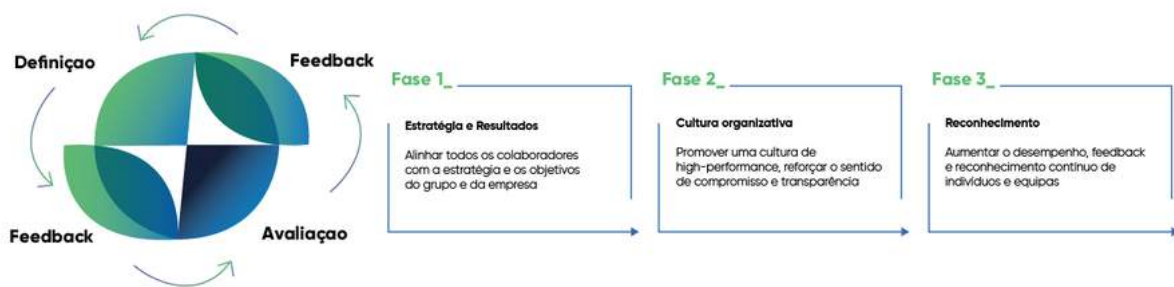 Definiçao
Feedback
Feedback
Avaliaçao
Fase 1_
Estratégia e Resultados
Alinhar todos os colaboradores
com a estratégia e os objetivos
do grupo e da empresa
Fase 2_
Cultura organizativa
Promover uma cultura de
high-performance, reforçar o sentido
de compromisso e transparência
Fase 3_
Reconhecimento
Aumentar o desempenho, feedback
e reconhecimento contínuo de
indivíduos e equipas